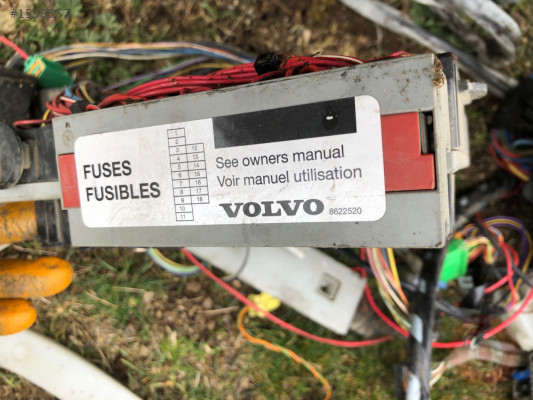 FUSES
FUSIBLES
1
2
3 12
4 13
5 14
6 15
7 16
8 17
9 18
10
11
See owners manual
Voir manuel utilisation
VOLVO 8622520